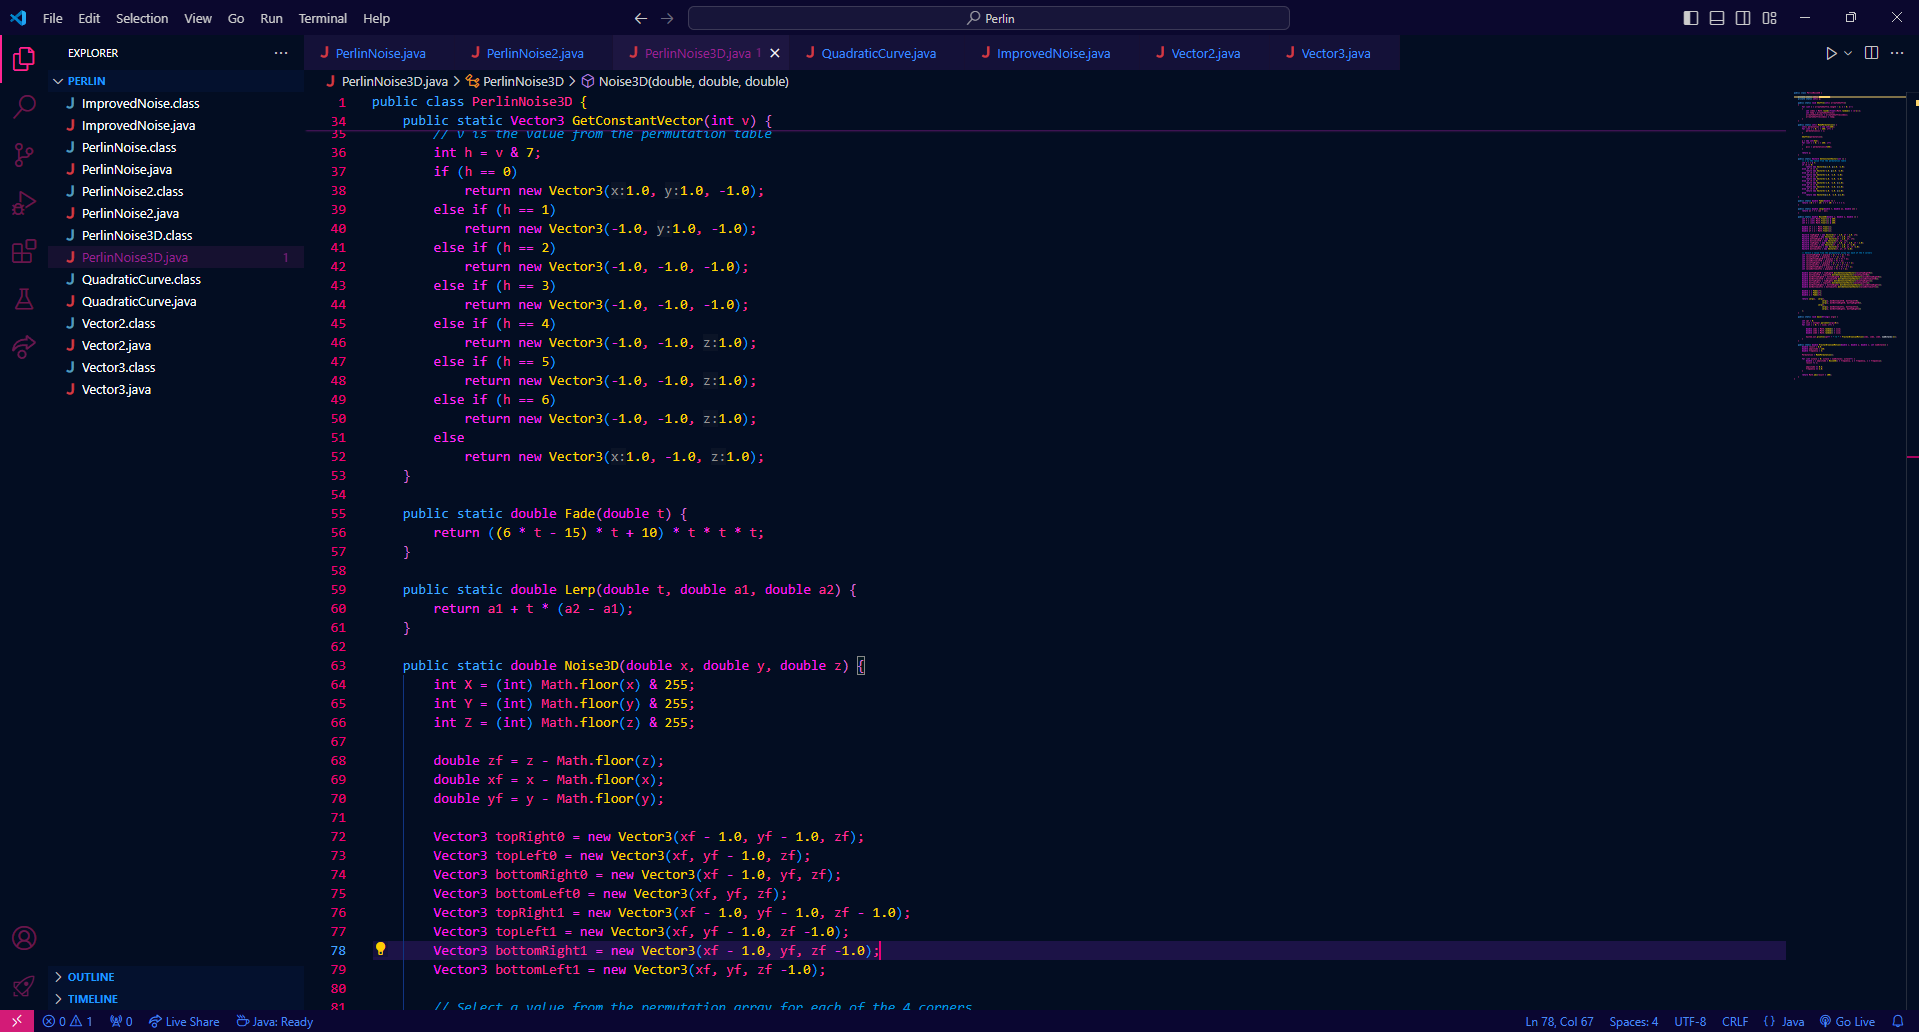 File Edit Selection View Go Run Terminal Help
Perlin
EXPLORER
PERLIN
ImprovedNoise.class
ImprovedNoise.java
PerlinNoise.class
PerlinNoise.java
PerlinNoise2.class
PerlinNoise2.java
PerlinNoise3D.class
PerlinNoise3D.java 1
QuadraticCurve.class
QuadraticCurve.java
Vector2.class
Vector2.java
Vector3.class
Vector3.java
OUTLINE
TIMELINE
PerlinNoise.java PerlinNoise2.java PerlinNoise3D.java 1 QuadraticCurve.java ImprovedNoise.java Vector2.java Vector3.java
PerlinNoise3D.java > PerlinNoise3D > Noise3D(double, double, double)
1 public class PerlinNoise3D {
34 public static Vector3 GetConstantVector(int v) {
35 // v is the value from the permutation table
36 int h = v & 7;
37 if (h == 0)
38 return new Vector3(x:1.0, y:1.0, -1.0);
39 else if (h == 1)
40 return new Vector3(-1.0, y:1.0, -1.0);
41 else if (h == 2)
42 return new Vector3(-1.0, -1.0, -1.0);
43 else if (h == 3)
44 return new Vector3(-1.0, -1.0, -1.0);
45 else if (h == 4)
46 return new Vector3(-1.0, -1.0, z:1.0);
47 else if (h == 5)
48 return new Vector3(-1.0, -1.0, z:1.0);
49 else if (h == 6)
50 return new Vector3(-1.0, -1.0, z:1.0);
51 else
52 return new Vector3(x:1.0, -1.0, z:1.0);
53 }
54
55 public static double Fade(double t) {
56 return ((6 * t - 15) * t + 10) * t * t * t;
57 }
58
59 public static double Lerp(double t, double a1, double a2) {
60 return a1 + t * (a2 - a1);
61 }
62
63 public static double Noise3D(double x, double y, double z) {
64 int X = (int) Math.floor(x) & 255;
65 int Y = (int) Math.floor(y) & 255;
66 int Z = (int) Math.floor(z) & 255;
67
68 double zf = z - Math.floor(z);
69 double xf = x - Math.floor(x);
70 double yf = y - Math.floor(y);
71
72 Vector3 topRight0 = new Vector3(xf - 1.0, yf - 1.0, zf);
73 Vector3 topLeft0 = new Vector3(xf, yf - 1.0, zf);
74 Vector3 bottomRight0 = new Vector3(xf - 1.0, yf, zf);
75 Vector3 bottomLeft0 = new Vector3(xf, yf, zf);
76 Vector3 topRight1 = new Vector3(xf - 1.0, yf - 1.0, zf - 1.0);
77 Vector3 topLeft1 = new Vector3(xf, yf - 1.0, zf -1.0);
78 Vector3 bottomRight1 = new Vector3(xf - 1.0, yf, zf -1.0);
79 Vector3 bottomLeft1 = new Vector3(xf, yf, zf -1.0);
80
81 // Select a value from the permutation array for each of the 4 corners
0 1 0 Live Share Java: Ready Ln 78, Col 67 Spaces: 4 UTF-8 CRLF {} Java Go Live